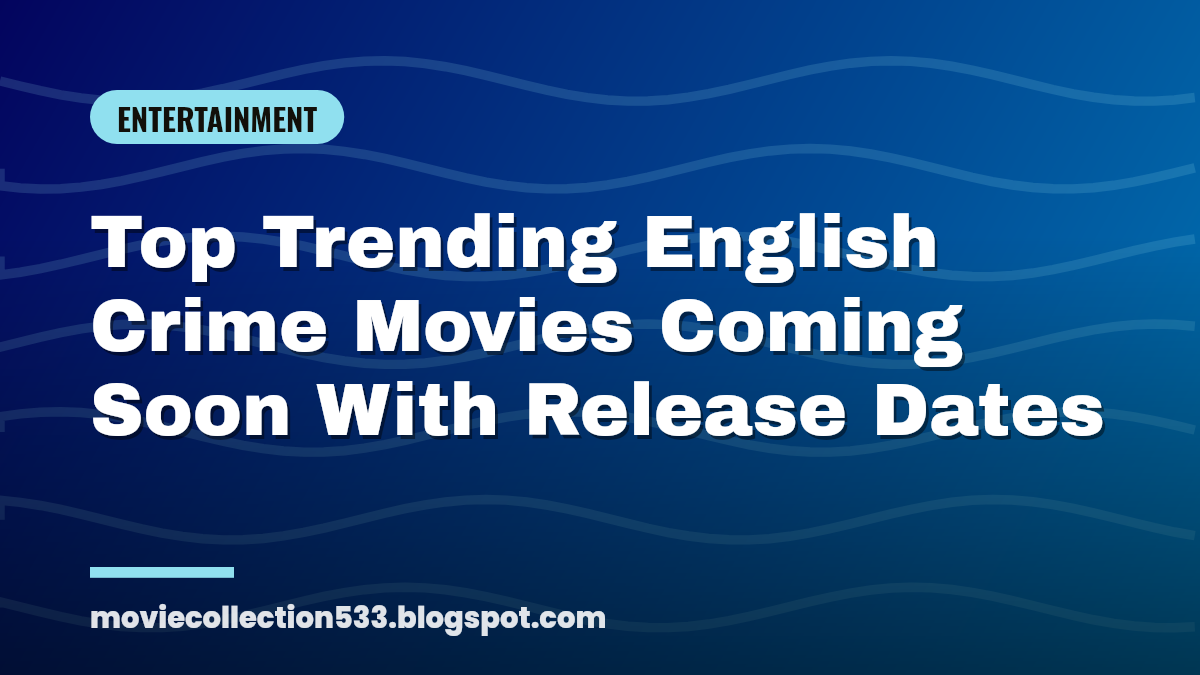 ENTERTAINMENT
Top Trending English
Crime Movies Coming
Soon With Release Dates
moviecollection533.blogspot.com